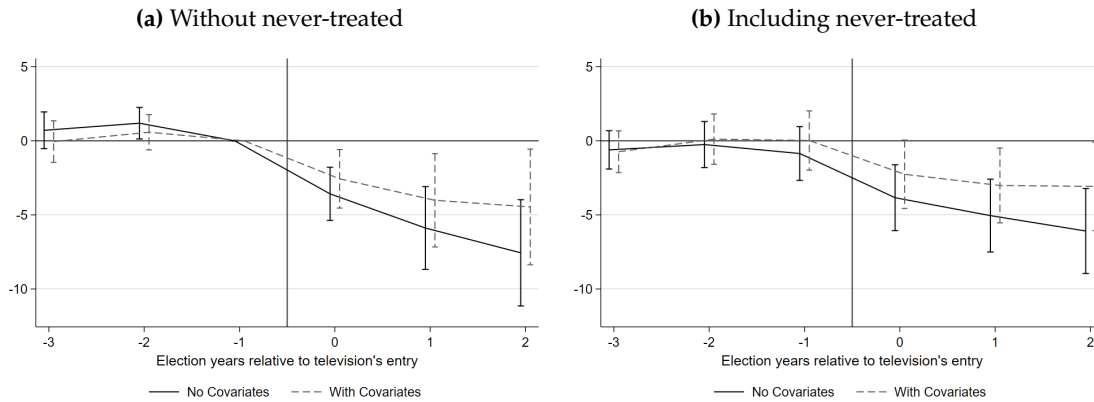 (a) Without never-treated
5
0
-5
-10
-3 -2 -1 0 1 2
Election years relative to television's entry
No Covariates With Covariates
(b) Including never-treated
5
0
-5
-10
-3 -2 -1 0 1 2
Election years relative to television's entry
No Covariates With Covariates